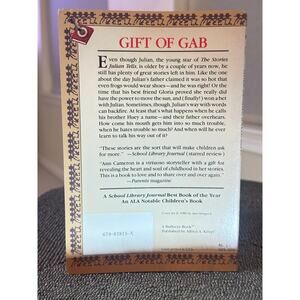 GIFT OF GAB
Even though Julian, the young star of The Stories
Julian Tells, is older by a couple of years now, he
still has plenty of great stories left in him. Like the one
about the day Julian's father claimed it was so hot that
even frogs would wear shoes—and he was right! Or the
time that his best friend Gloria proved she really did
have the power to move the sun, and (finally) won a bet
with Julian. Sometimes, though, Julian's way with words
can backfire. At least that's what happens when he calls
his brother Huey a name—and their father overhears.
How come his mouth gets him into so much trouble,
when he hates trouble so much? And when will he ever
learn to talk his way out of it?
"These stories are the sort that will make children ask
for more." —School Library Journal (starred review)
"Ann Cameron is a virtuoso storyteller with a gift for
revealing the heart and soul of childhood in her stories.
This is a book to love and to share over and over again."
—Parents magazine
A School Library Journal Best Book of the Year
An ALA Notable Children's Book
A Bullseye Book™
Published by Alfred A. Knopf